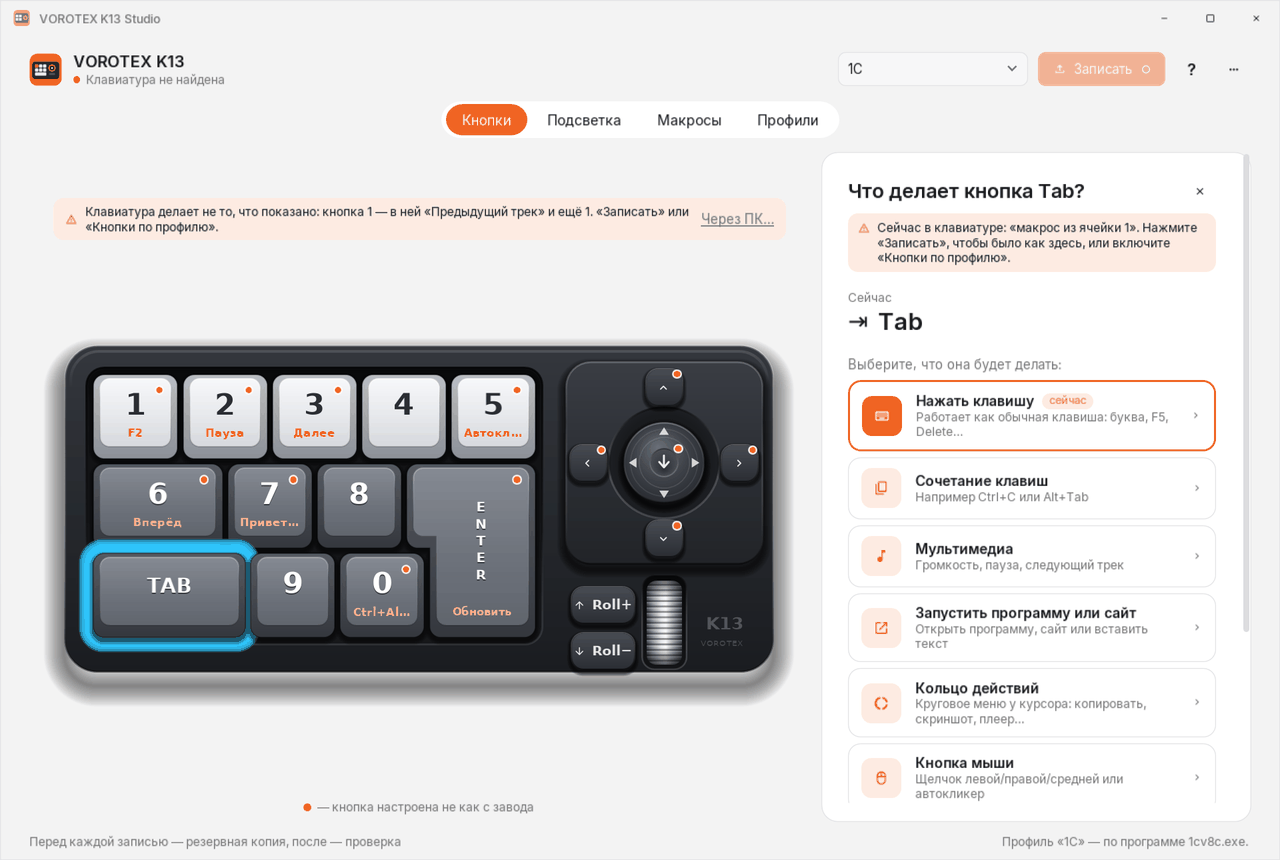 VOROTEX K13 Studio
VOROTEX K13
Клавиатура не найдена
1С
Записать
?
Кнопки
Подсветка
Макросы
Профили
Клавиатура делает не то, что показано: кнопка 1 — в ней «Предыдущий трек» и ещё 1. «Записать» или
«Кнопки по профилю».
Через ПК...
1
F2
2
Пауза
3
Далее
4
5
Автокл...
6
Вперёд
7
Привет...
8
ENTER
Обновить
TAB
9
0
Ctrl+Al...
↑ Roll+
↓ Roll−
K13
VOROTEX
— кнопка настроена не как с завода
Что делает кнопка Tab?
Сейчас в клавиатуре: «макрос из ячейки 1». Нажмите
«Записать», чтобы было как здесь, или включите
«Кнопки по профилю».
Сейчас
⇥ Tab
Выберите, что она будет делать:
Нажать клавишу сейчас
Работает как обычная клавиша: буква, F5,
Delete...
Сочетание клавиш
Например Ctrl+C или Alt+Tab
Мультимедиа
Громкость, пауза, следующий трек
Запустить программу или сайт
Открыть программу, сайт или вставить
текст
Кольцо действий
Круговое меню у курсора: копировать,
скриншот, плеер...
Кнопка мыши
Щелчок левой/правой/средней или
автокликер
Перед каждой записью — резервная копия, после — проверка
Профиль «1С» — по программе 1cv8c.exe.